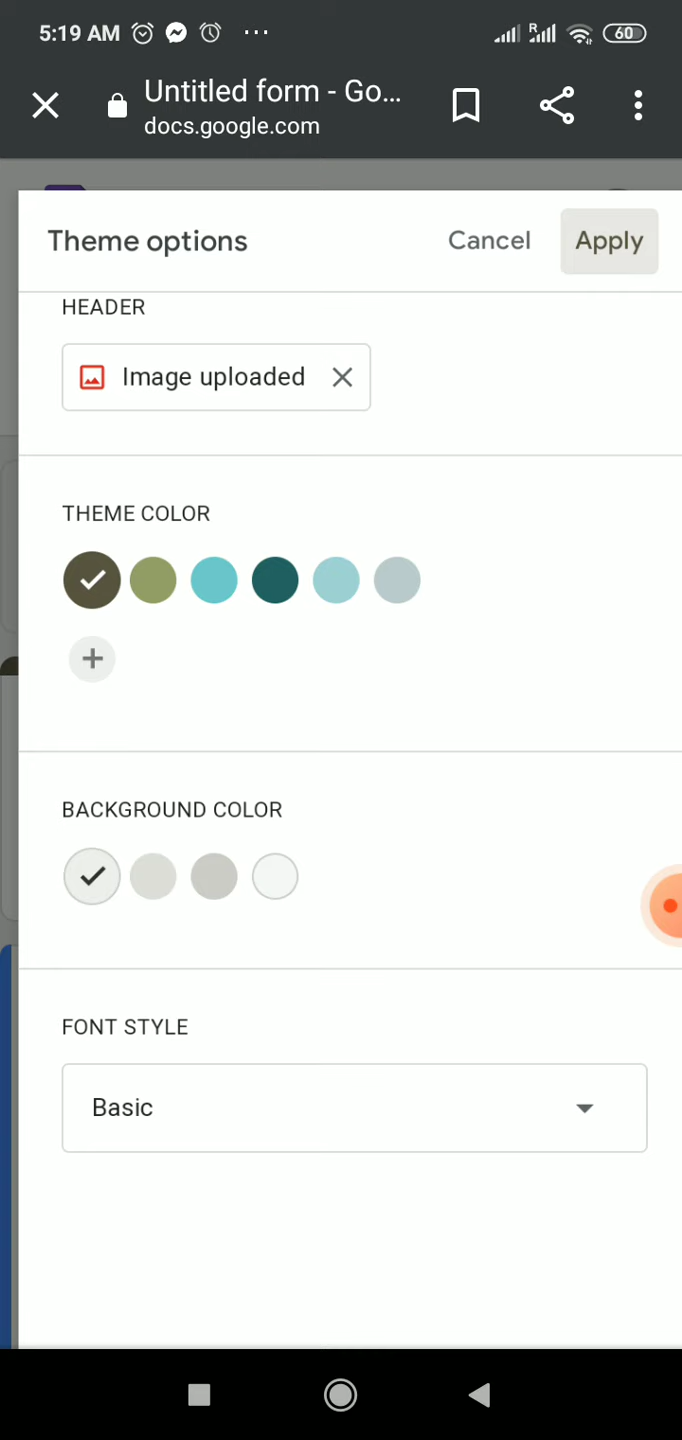 5:19 AM
R
60
Untitled form - Go...
docs.google.com
Theme options
Cancel
Apply
HEADER
Image uploaded
THEME COLOR
BACKGROUND COLOR
FONT STYLE
Basic